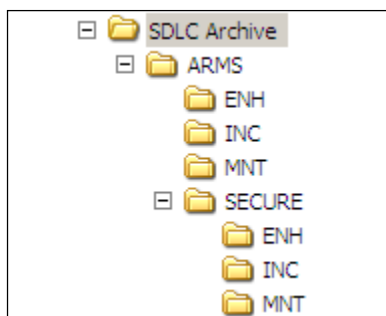 SDLC Archive
ARMS
ENH
INC
MNT
SECURE
ENH
INC
MNT